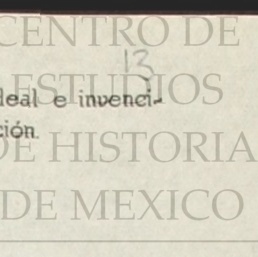 CENTRO DE
13
ESTUDIOS
deal e invenci-
ción.
DE HISTORIA
DE MEXICO